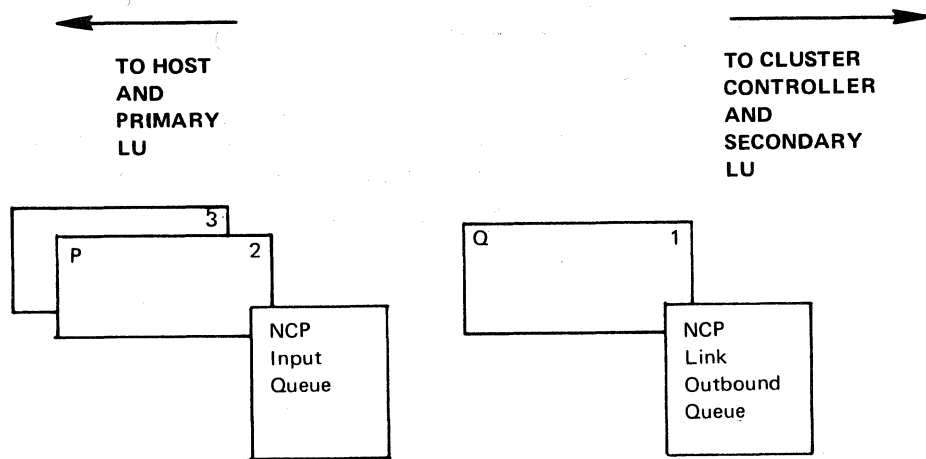 TO HOST
AND
PRIMARY
LU
TO CLUSTER
CONTROLLER
AND
SECONDARY
LU
3
P 2
Q 1
NCP
Input
Queue
NCP
Link
Outbound
Queue